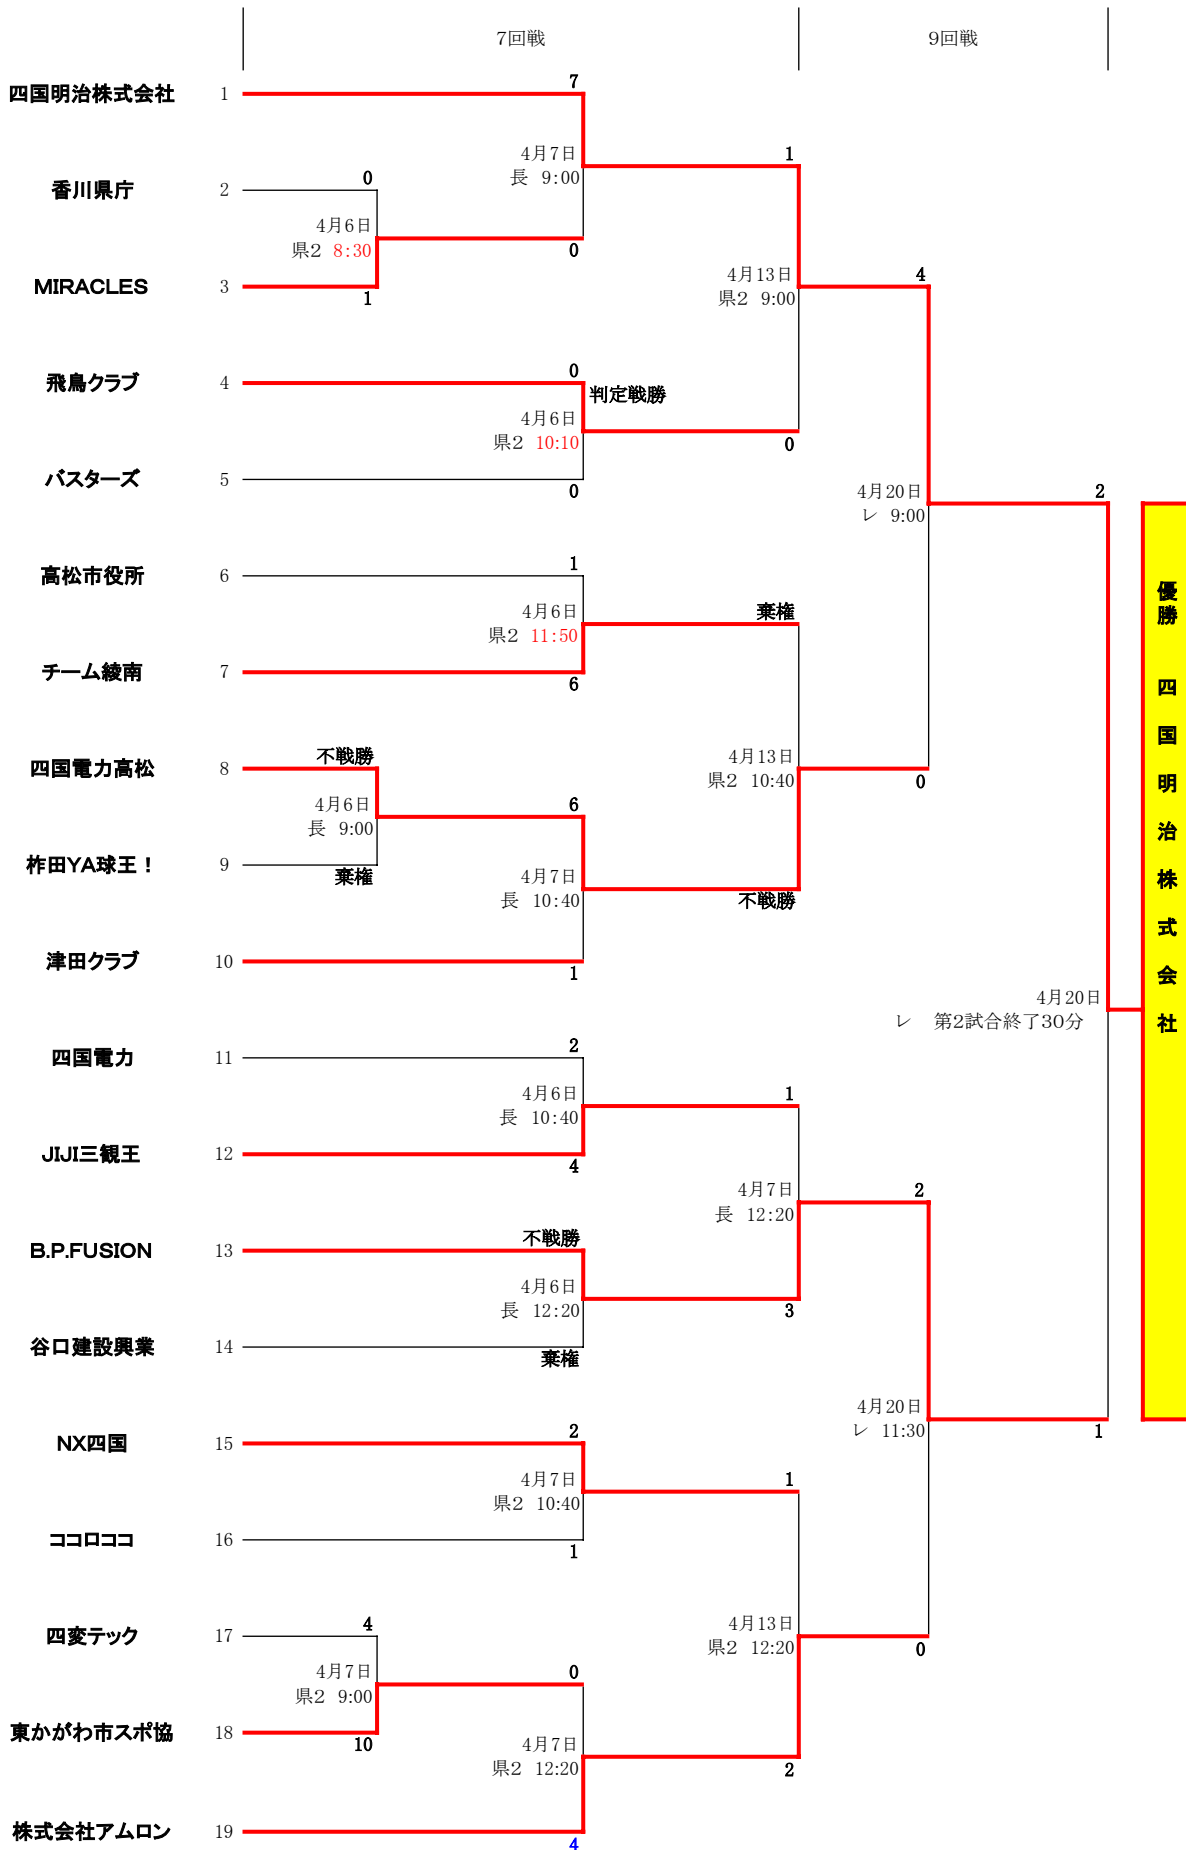 7回戦
9回戦
四国明治株式会社 1
7
4月7日
長 9:00
1
香川県庁 2
0
4月6日
県2 8:30
0
MIRACLES 3
1
4月13日
県2 9:00
4
飛鳥クラブ 4
0
判定戦勝
4月6日
県2 10:10
0
バスターズ 5
0
4月20日
レ 9:00
2
高松市役所 6
1
4月6日
県2 11:50
棄権
チーム綾南 7
6
四国電力高松 8
不戦勝
4月6日
長 9:00
6
4月13日
県2 10:40
0
柞田YA球王！ 9
棄権
4月7日
長 10:40
不戦勝
津田クラブ 10
1
4月20日
レ 第2試合終了30分
優勝 四国明治株式会社
四国電力 11
2
4月6日
長 10:40
1
JIJI三観王 12
4
4月7日
長 12:20
2
B.P.FUSION 13
不戦勝
4月6日
長 12:20
3
谷口建設興業 14
棄権
4月20日
レ 11:30
1
NX四国 15
2
4月7日
県2 10:40
1
ココロココ 16
1
四変テック 17
4
4月7日
県2 9:00
0
4月13日
県2 12:20
0
東かがわ市スポ協 18
10
4月7日
県2 12:20
2
株式会社アムロン 19
4